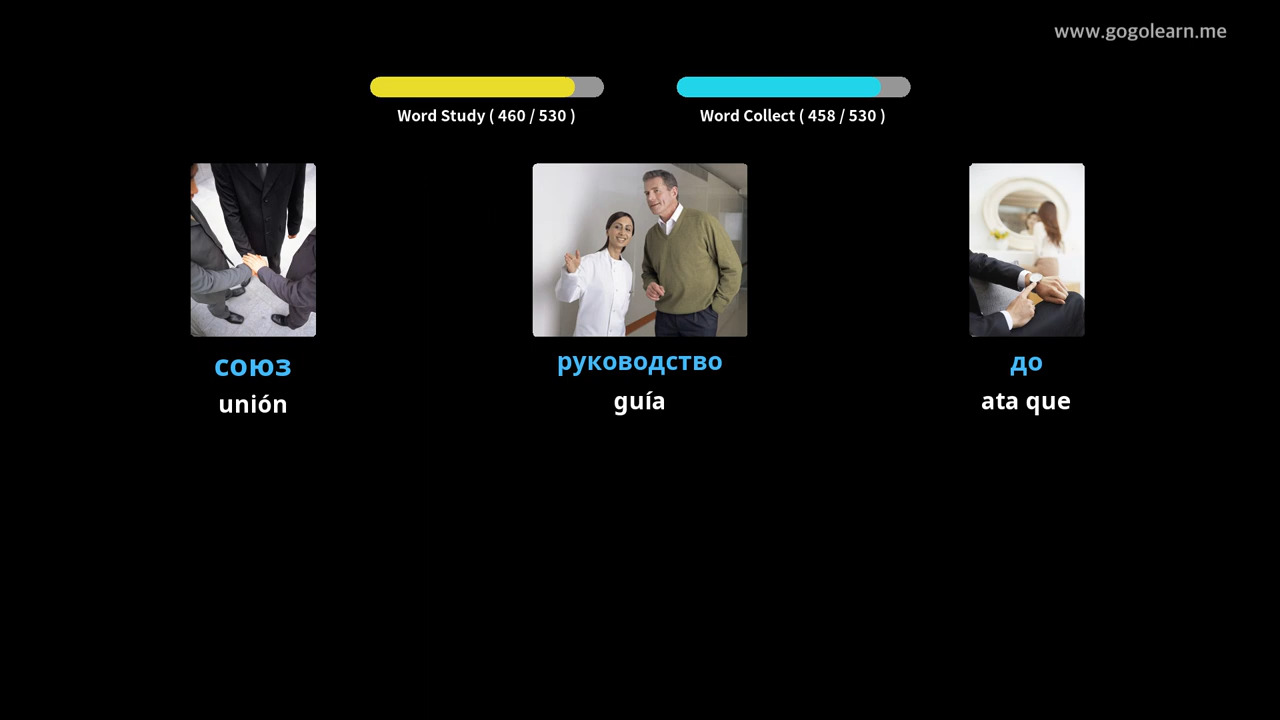 www.gogolearn.me
Word Study ( 460 / 530 )
Word Collect ( 458 / 530 )
союз
руководство
до
unión
guía
ata que